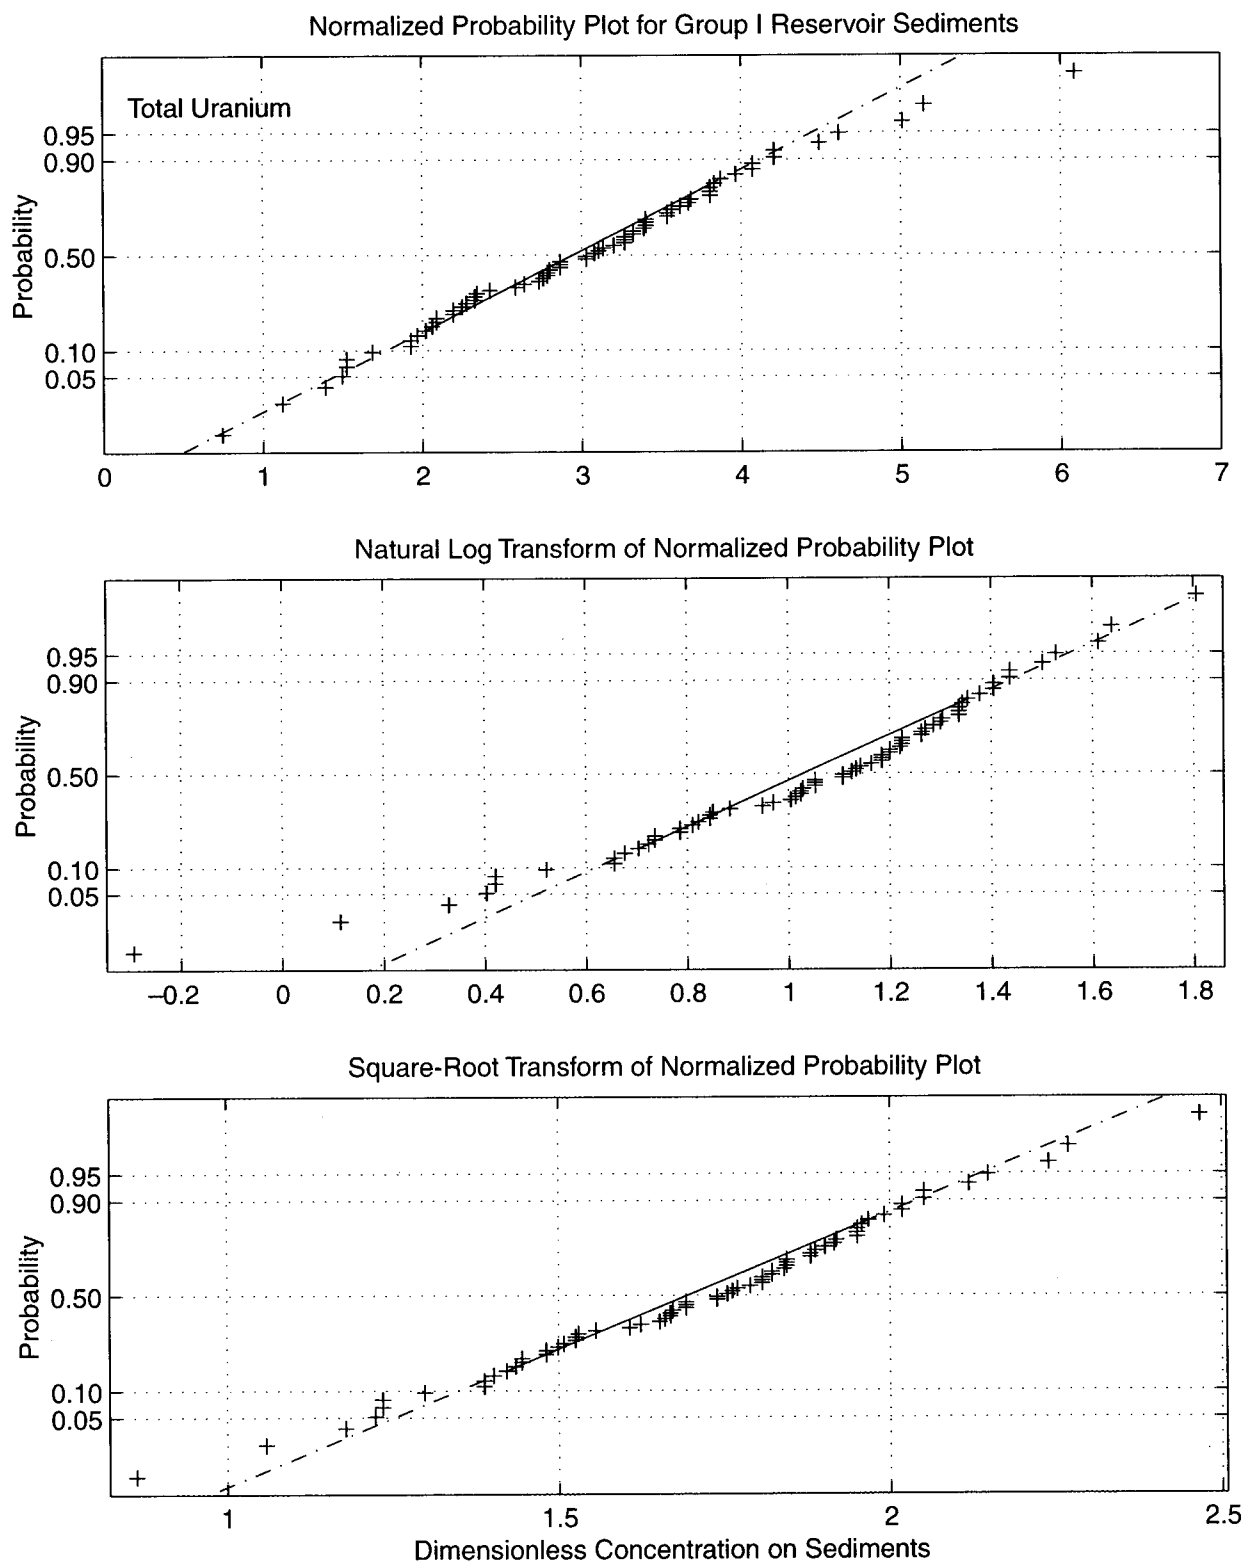 Normalized Probability Plot for Group I Reservoir Sediments
Total Uranium
0.95
0.90
0.50
0.10
0.05
Probability
0 1 2 3 4 5 6 7
Natural Log Transform of Normalized Probability Plot
0.95
0.90
0.50
0.10
0.05
Probability
−0.2 0 0.2 0.4 0.6 0.8 1 1.2 1.4 1.6 1.8
Square-Root Transform of Normalized Probability Plot
0.95
0.90
0.50
0.10
0.05
Probability
1 1.5 2 2.5
Dimensionless Concentration on Sediments